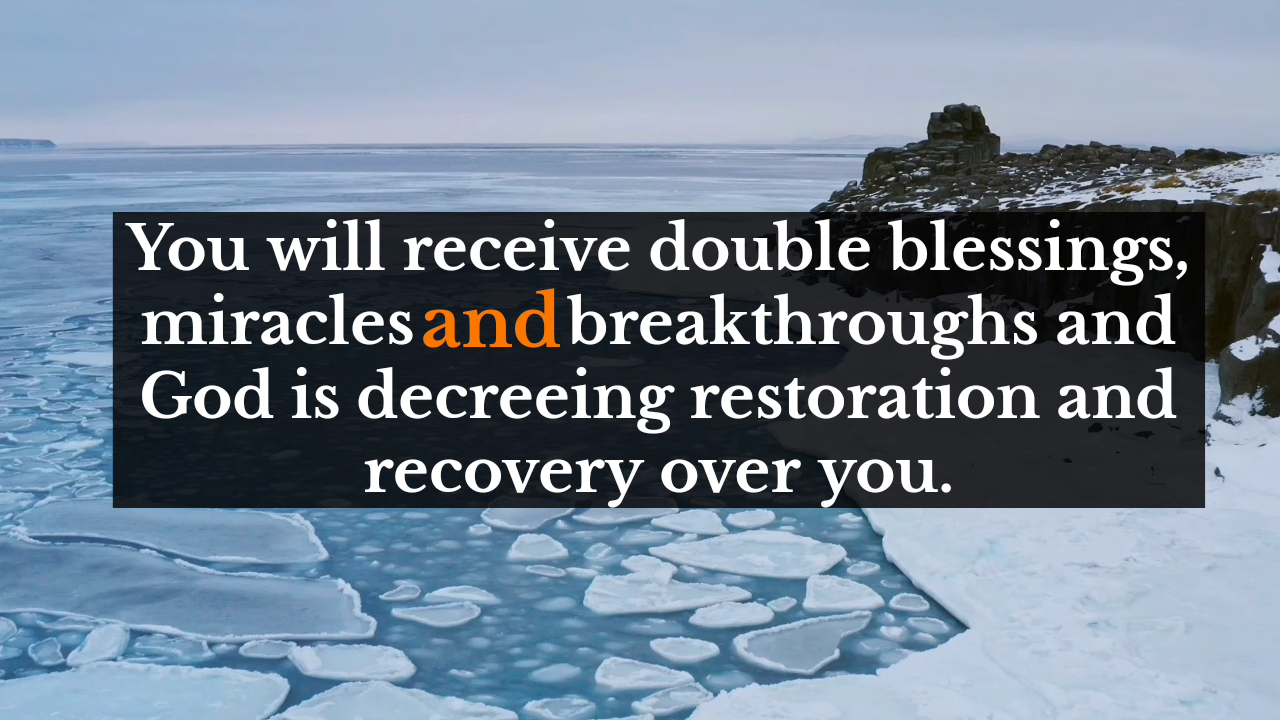 You will receive double blessings,
miracles and breakthroughs and
God is decreeing restoration and
recovery over you.